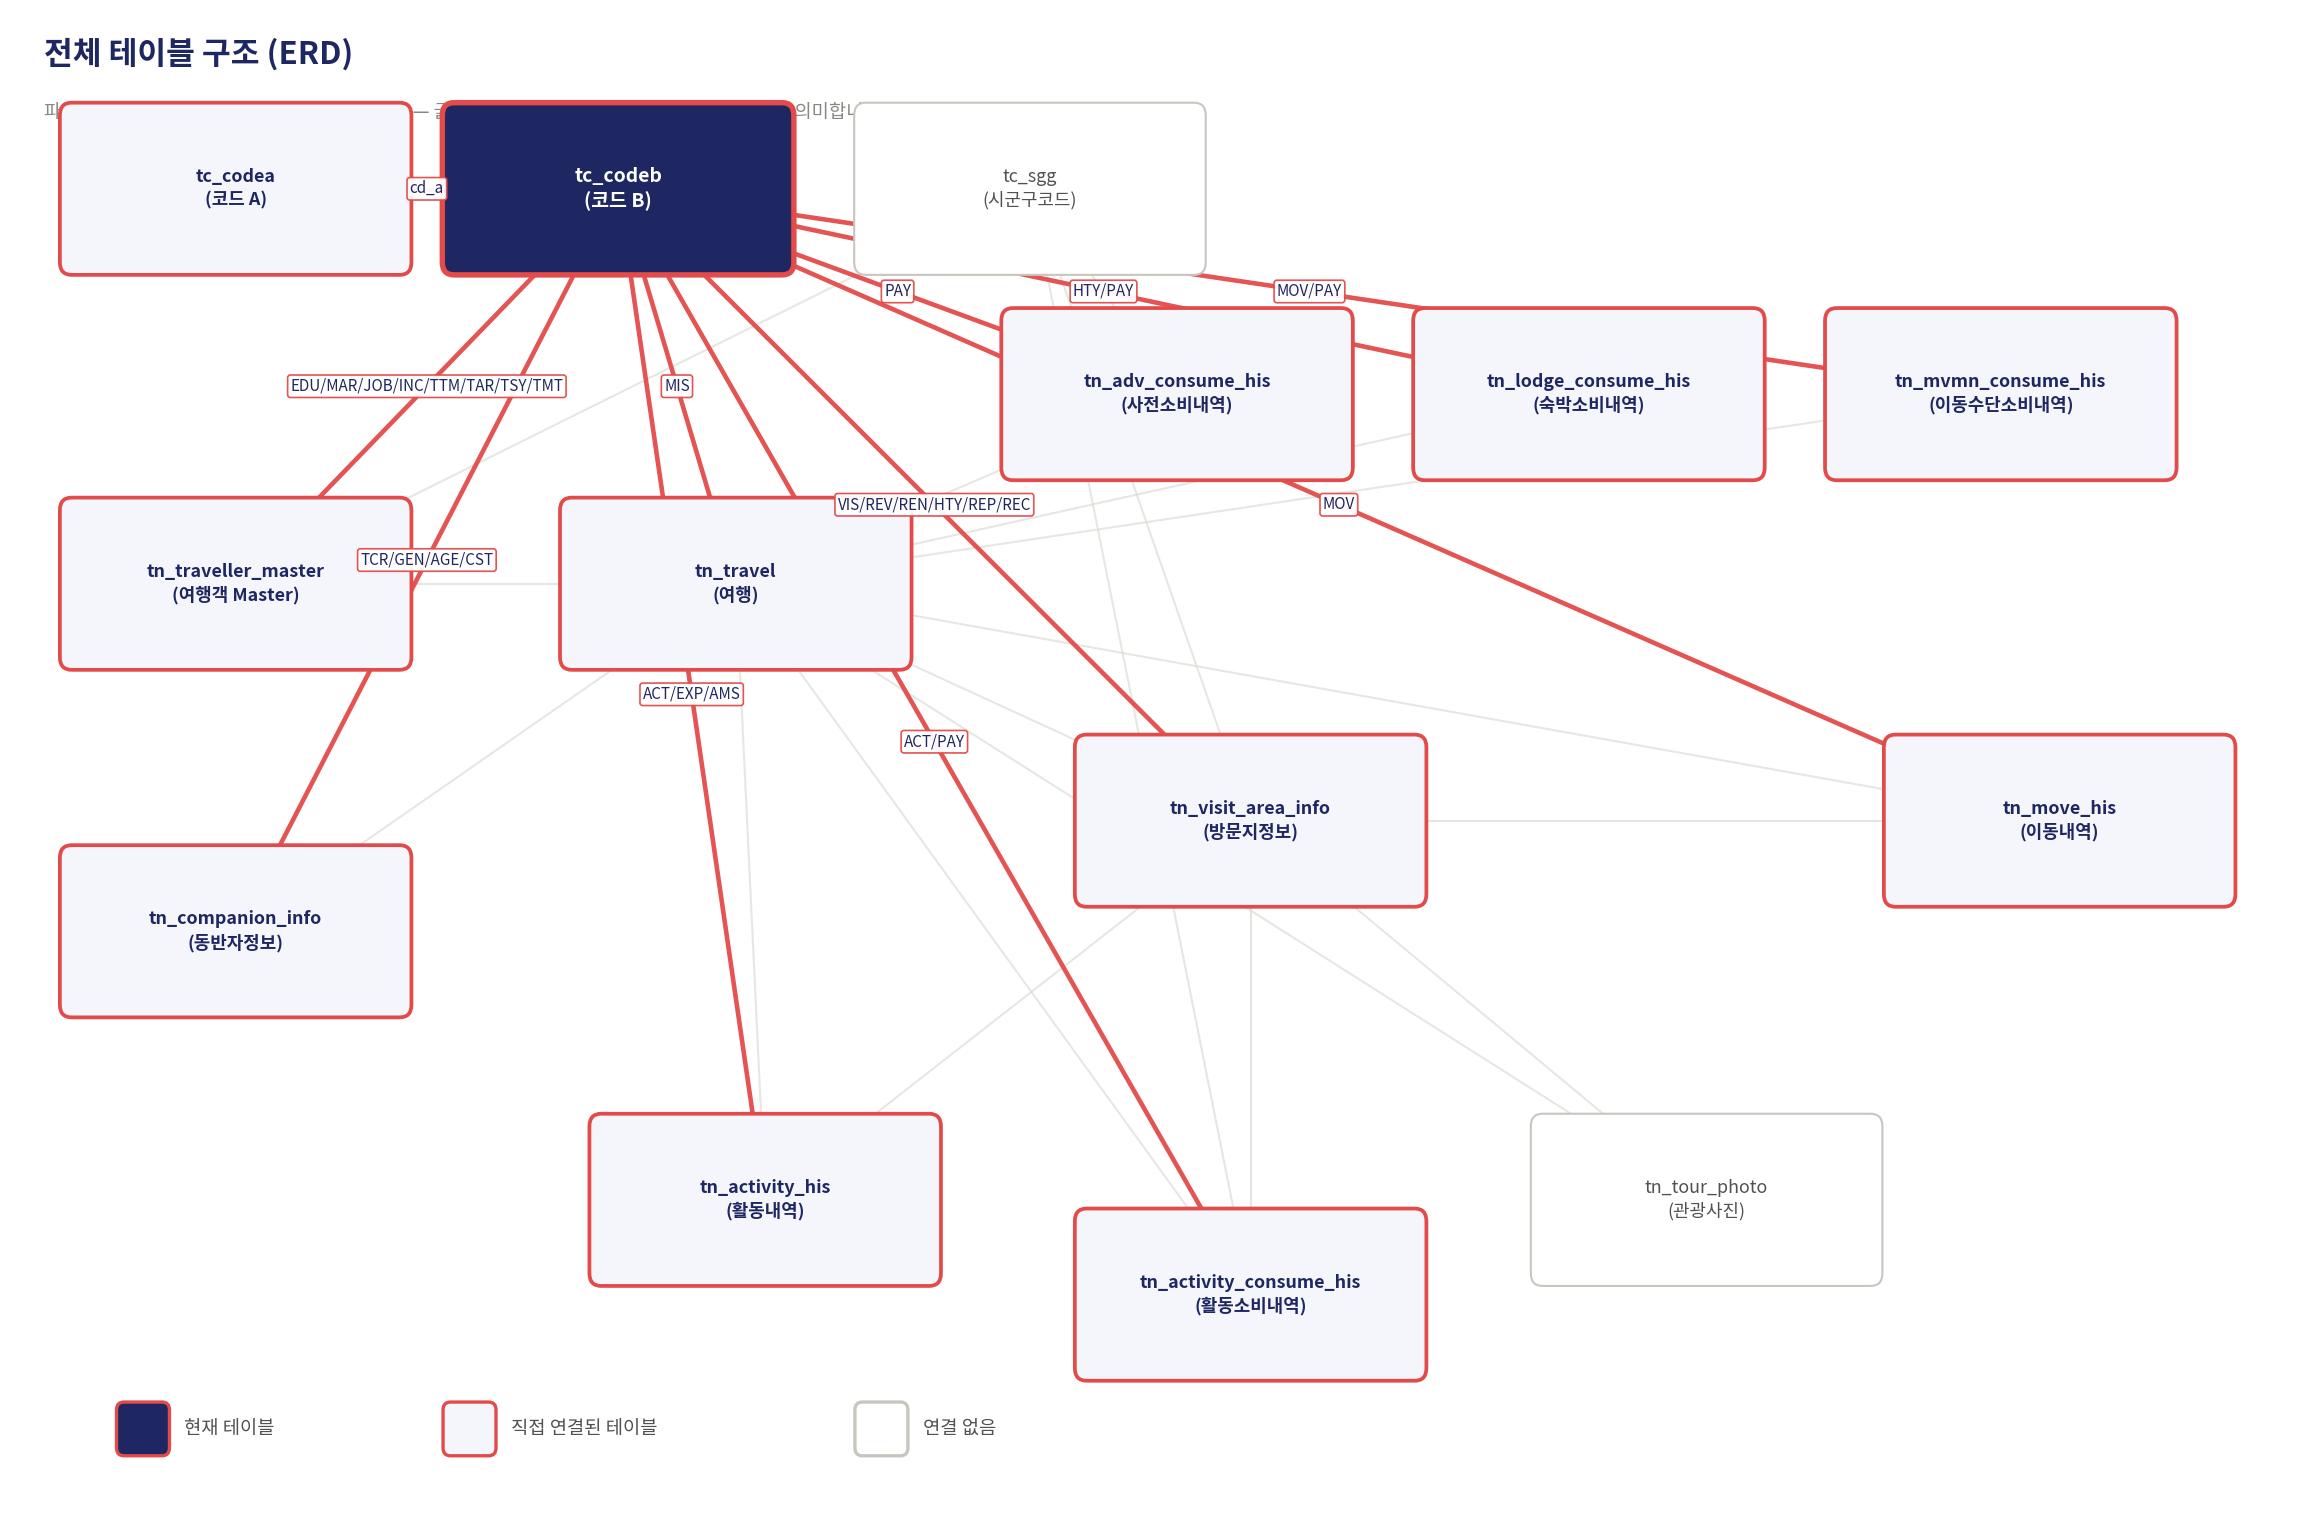 전체 테이블 구조 (ERD)
의미합니
tc_codea
(코드 A)
cd_a
tc_codeb
(코드 B)
tc_sgg
(시군구코드)
PAY
HTY/PAY
MOV/PAY
EDU/MAR/JOB/INC/TTM/TAR/TSY/TMT
MIS
tn_adv_consume_his
(사전소비내역)
tn_lodge_consume_his
(숙박소비내역)
tn_mvmn_consume_his
(이동수단소비내역)
VIS/REV/REN/HTY/REP/REC
MOV
TCR/GEN/AGE/CST
tn_traveller_master
(여행객 Master)
tn_travel
(여행)
ACT/EXP/AMS
ACT/PAY
tn_visit_area_info
(방문지정보)
tn_move_his
(이동내역)
tn_companion_info
(동반자정보)
tn_activity_his
(활동내역)
tn_tour_photo
(관광사진)
tn_activity_consume_his
(활동소비내역)
현재 테이블
직접 연결된 테이블
연결 없음